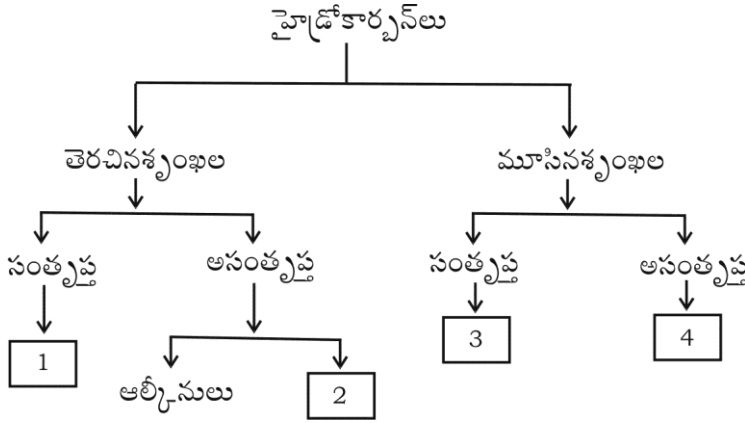 హైడ్రోకార్బన్‌లు
తెరచినశృంఖల మూసినశృంఖల
సంతృప్త అసంతృప్త సంతృప్త అసంతృప్త
1 3 4
ఆల్కీనులు 2